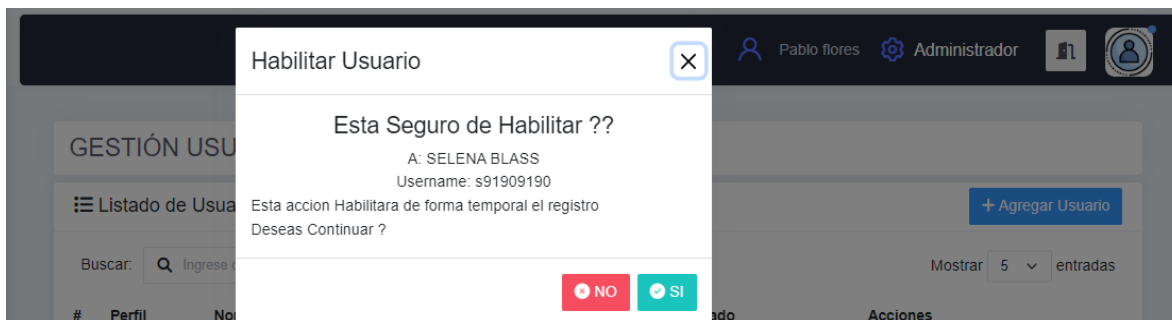 Habilitar Usuario
Pablo flores
Administrador
Esta Seguro de Habilitar ??
A: SELENA BLASS
Username: s91909190
Esta accion Habilitara de forma temporal el registro
Deseas Continuar ?
NO
SI
GESTIÓN USU
Listado de Usua
+ Agregar Usuario
Buscar:
Ingrese
Mostrar 5 entradas
# Perfil
Acciones